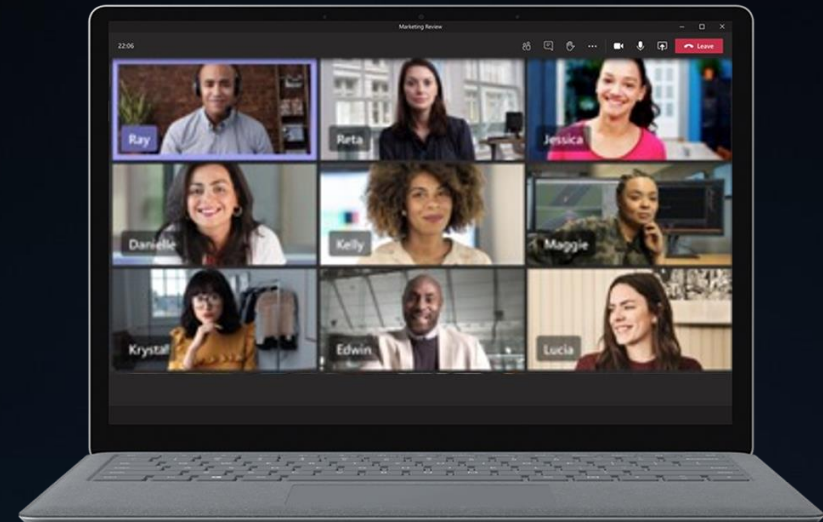 Marketing Review
22:06
Leave
Ray
Reta
Jessica
Danielle
Kelly
Maggie
Krystal
Edwin
Lucia